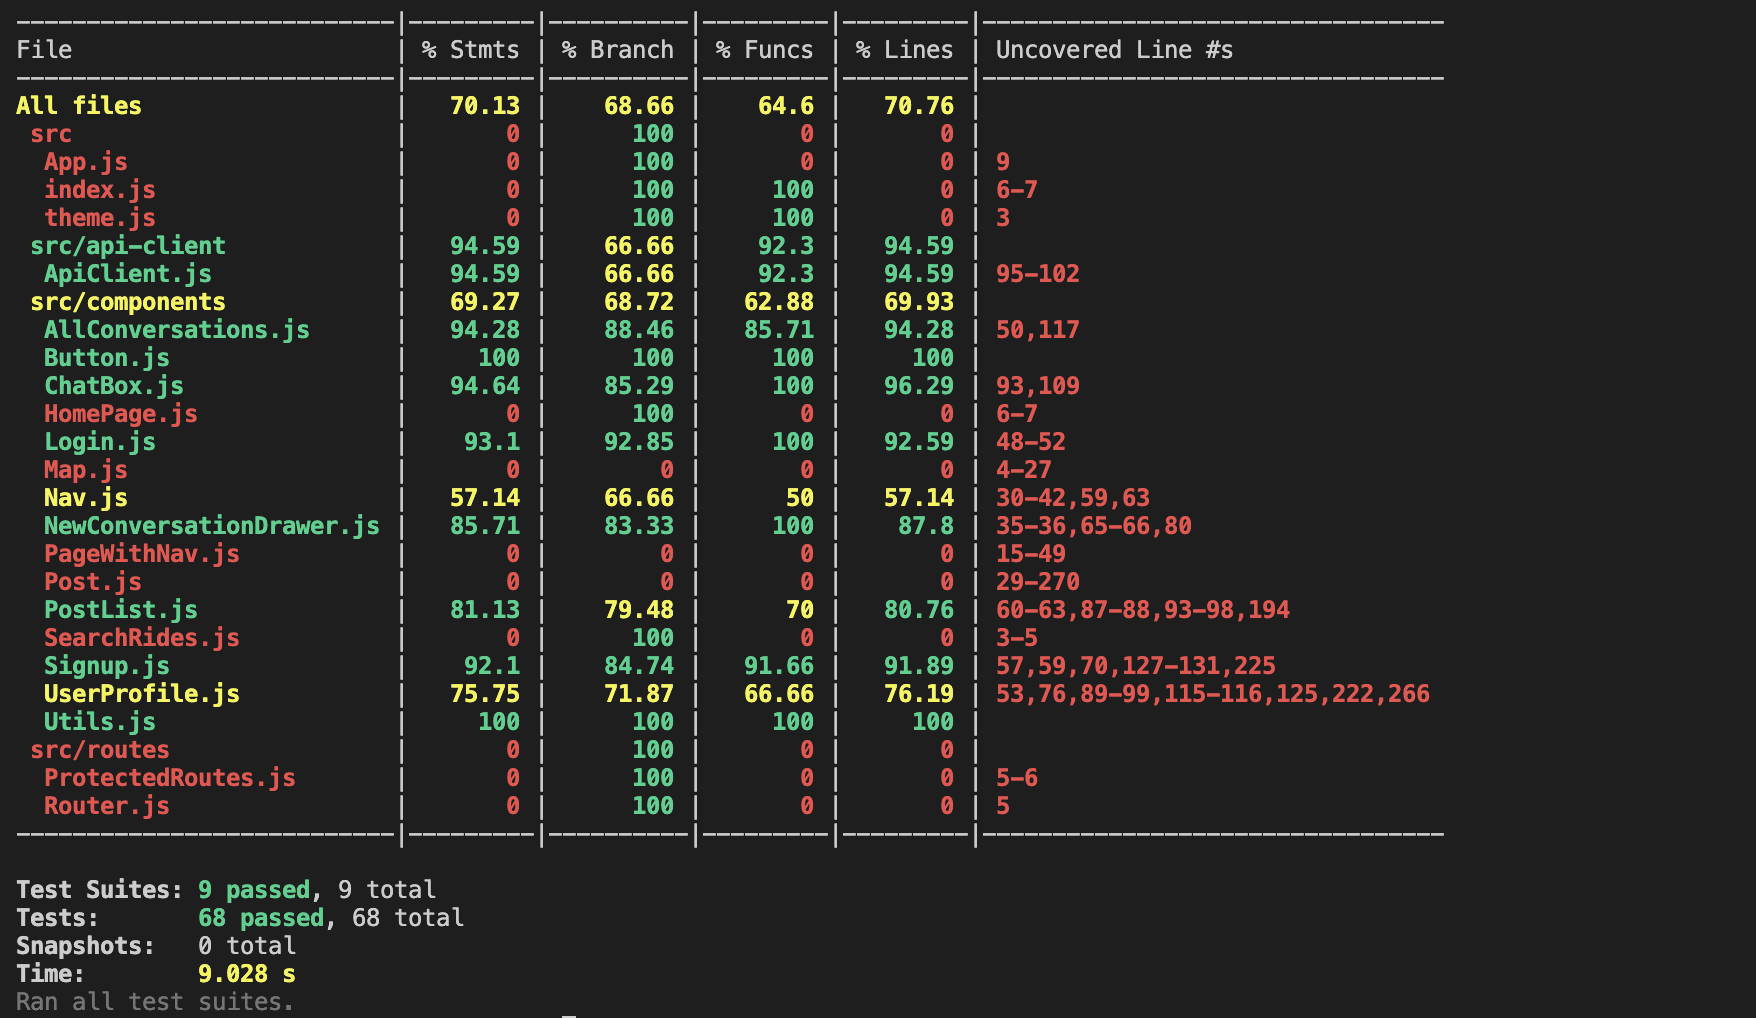 File | % Stmts | % Branch | % Funcs | % Lines | Uncovered Line #s
All files | 70.13 | 68.66 | 64.6 | 70.76 |
src | 0 | 100 | 0 | 0 |
App.js | 0 | 100 | 0 | 0 | 9
index.js | 0 | 100 | 100 | 0 | 6-7
theme.js | 0 | 100 | 100 | 0 | 3
src/api-client | 94.59 | 66.66 | 92.3 | 94.59 |
ApiClient.js | 94.59 | 66.66 | 92.3 | 94.59 | 95-102
src/components | 69.27 | 68.72 | 62.88 | 69.93 |
AllConversations.js | 94.28 | 88.46 | 85.71 | 94.28 | 50,117
Button.js | 100 | 100 | 100 | 100 |
ChatBox.js | 94.64 | 85.29 | 100 | 96.29 | 93,109
HomePage.js | 0 | 100 | 0 | 0 | 6-7
Login.js | 93.1 | 92.85 | 100 | 92.59 | 48-52
Map.js | 0 | 0 | 0 | 0 | 4-27
Nav.js | 57.14 | 66.66 | 50 | 57.14 | 30-42,59,63
NewConversationDrawer.js | 85.71 | 83.33 | 100 | 87.8 | 35-36,65-66,80
PageWithNav.js | 0 | 0 | 0 | 0 | 15-49
Post.js | 0 | 0 | 0 | 0 | 29-270
PostList.js | 81.13 | 79.48 | 70 | 80.76 | 60-63,87-88,93-98,194
SearchRides.js | 0 | 100 | 0 | 0 | 3-5
Signup.js | 92.1 | 84.74 | 91.66 | 91.89 | 57,59,70,127-131,225
UserProfile.js | 75.75 | 71.87 | 66.66 | 76.19 | 53,76,89-99,115-116,125,222,266
Utils.js | 100 | 100 | 100 | 100 |
src/routes | 0 | 100 | 0 | 0 |
ProtectedRoutes.js | 0 | 100 | 0 | 0 | 5-6
Router.js | 0 | 100 | 0 | 0 | 5
Test Suites: 9 passed, 9 total
Tests: 68 passed, 68 total
Snapshots: 0 total
Time: 9.028 s
Ran all test suites.